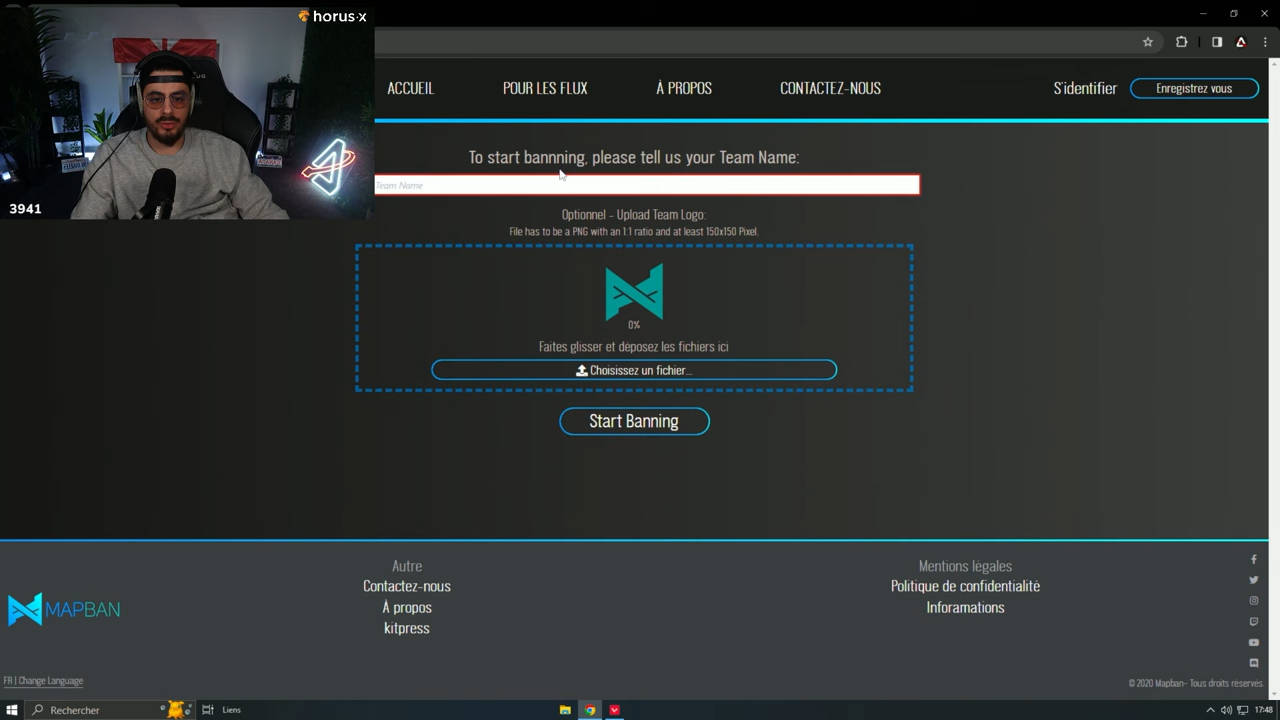 horus-x
3941
ACCUEIL
POUR LES FLUX
À PROPOS
CONTACTEZ-NOUS
S'identifier
Enregistrez vous
To start bannning, please tell us your Team Name:
Team Name
Optionnel - Upload Team Logo:
File has to be a PNG with an 1:1 ratio and at least 150x150 Pixel.
0%
Faites glisser et déposez les fichiers ici
Choisissez un fichier...
Start Banning
MAPBAN
Autre
Contactez-nous
À propos
kitpress
Mentions légales
Politique de confidentialité
Inforamations
FR | Change Language
© 2020 Mapban- Tous droits réservés.
Rechercher
Liens
17:48